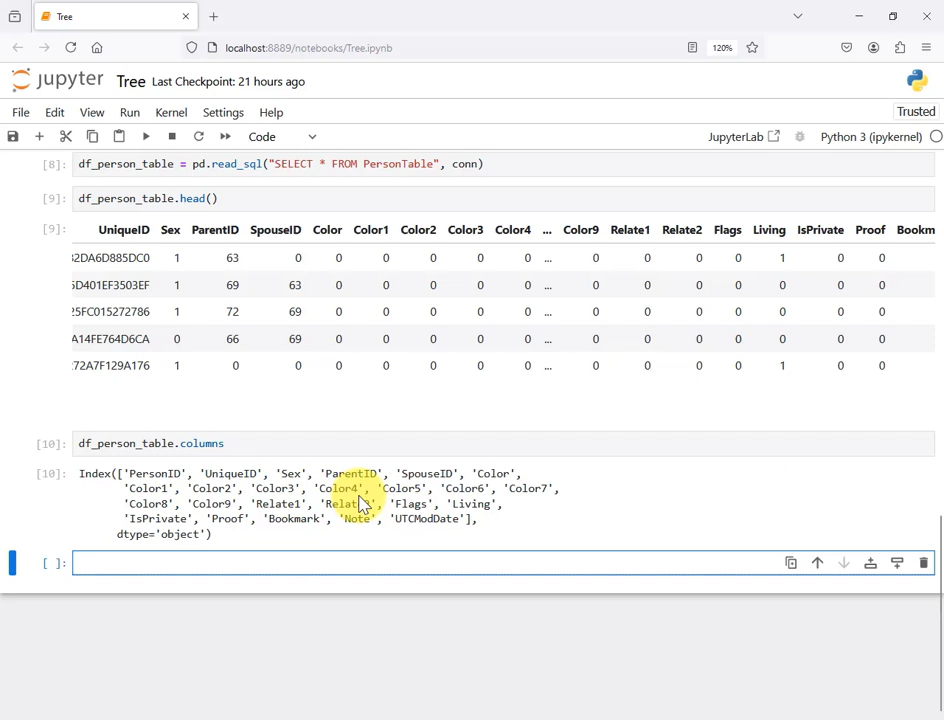 Tree
localhost:8889/notebooks/Tree.ipynb
120%
jupyter Tree Last Checkpoint: 21 hours ago
File Edit View Run Kernel Settings Help
Trusted
Code
JupyterLab
Python 3 (ipykernel)
[8]: df_person_table = pd.read_sql("SELECT * FROM PersonTable", conn)
[9]: df_person_table.head()
[9]: UniqueID Sex ParentID SpouseID Color Color1 Color2 Color3 Color4 ... Color9 Relate1 Relate2 Flags Living IsPrivate Proof Bookm
32DA6D885DC0 1 63 0 0 0 0 0 0 ... 0 0 0 0 1 0 0
5D401EF3503EF 1 69 63 0 0 0 0 0 ... 0 0 0 0 0 0 0
25FC015272786 1 72 69 0 0 0 0 0 ... 0 0 0 0 0 0 0
A14FE764D6CA 0 66 69 0 0 0 0 0 ... 0 0 0 0 0 0 0
:72A7F129A176 1 0 0 0 0 0 0 0 ... 0 0 0 0 1 0 0
[10]: df_person_table.columns
[10]: Index(['PersonID', 'UniqueID', 'Sex', 'ParentID', 'SpouseID', 'Color',
'Color1', 'Color2', 'Color3', 'Color4', 'Color5', 'Color6', 'Color7',
'Color8', 'Color9', 'Relate1', 'Relate2', 'Flags', 'Living',
'IsPrivate', 'Proof', 'Bookmark', 'Note', 'UTCModDate'],
dtype='object')
[ ]: